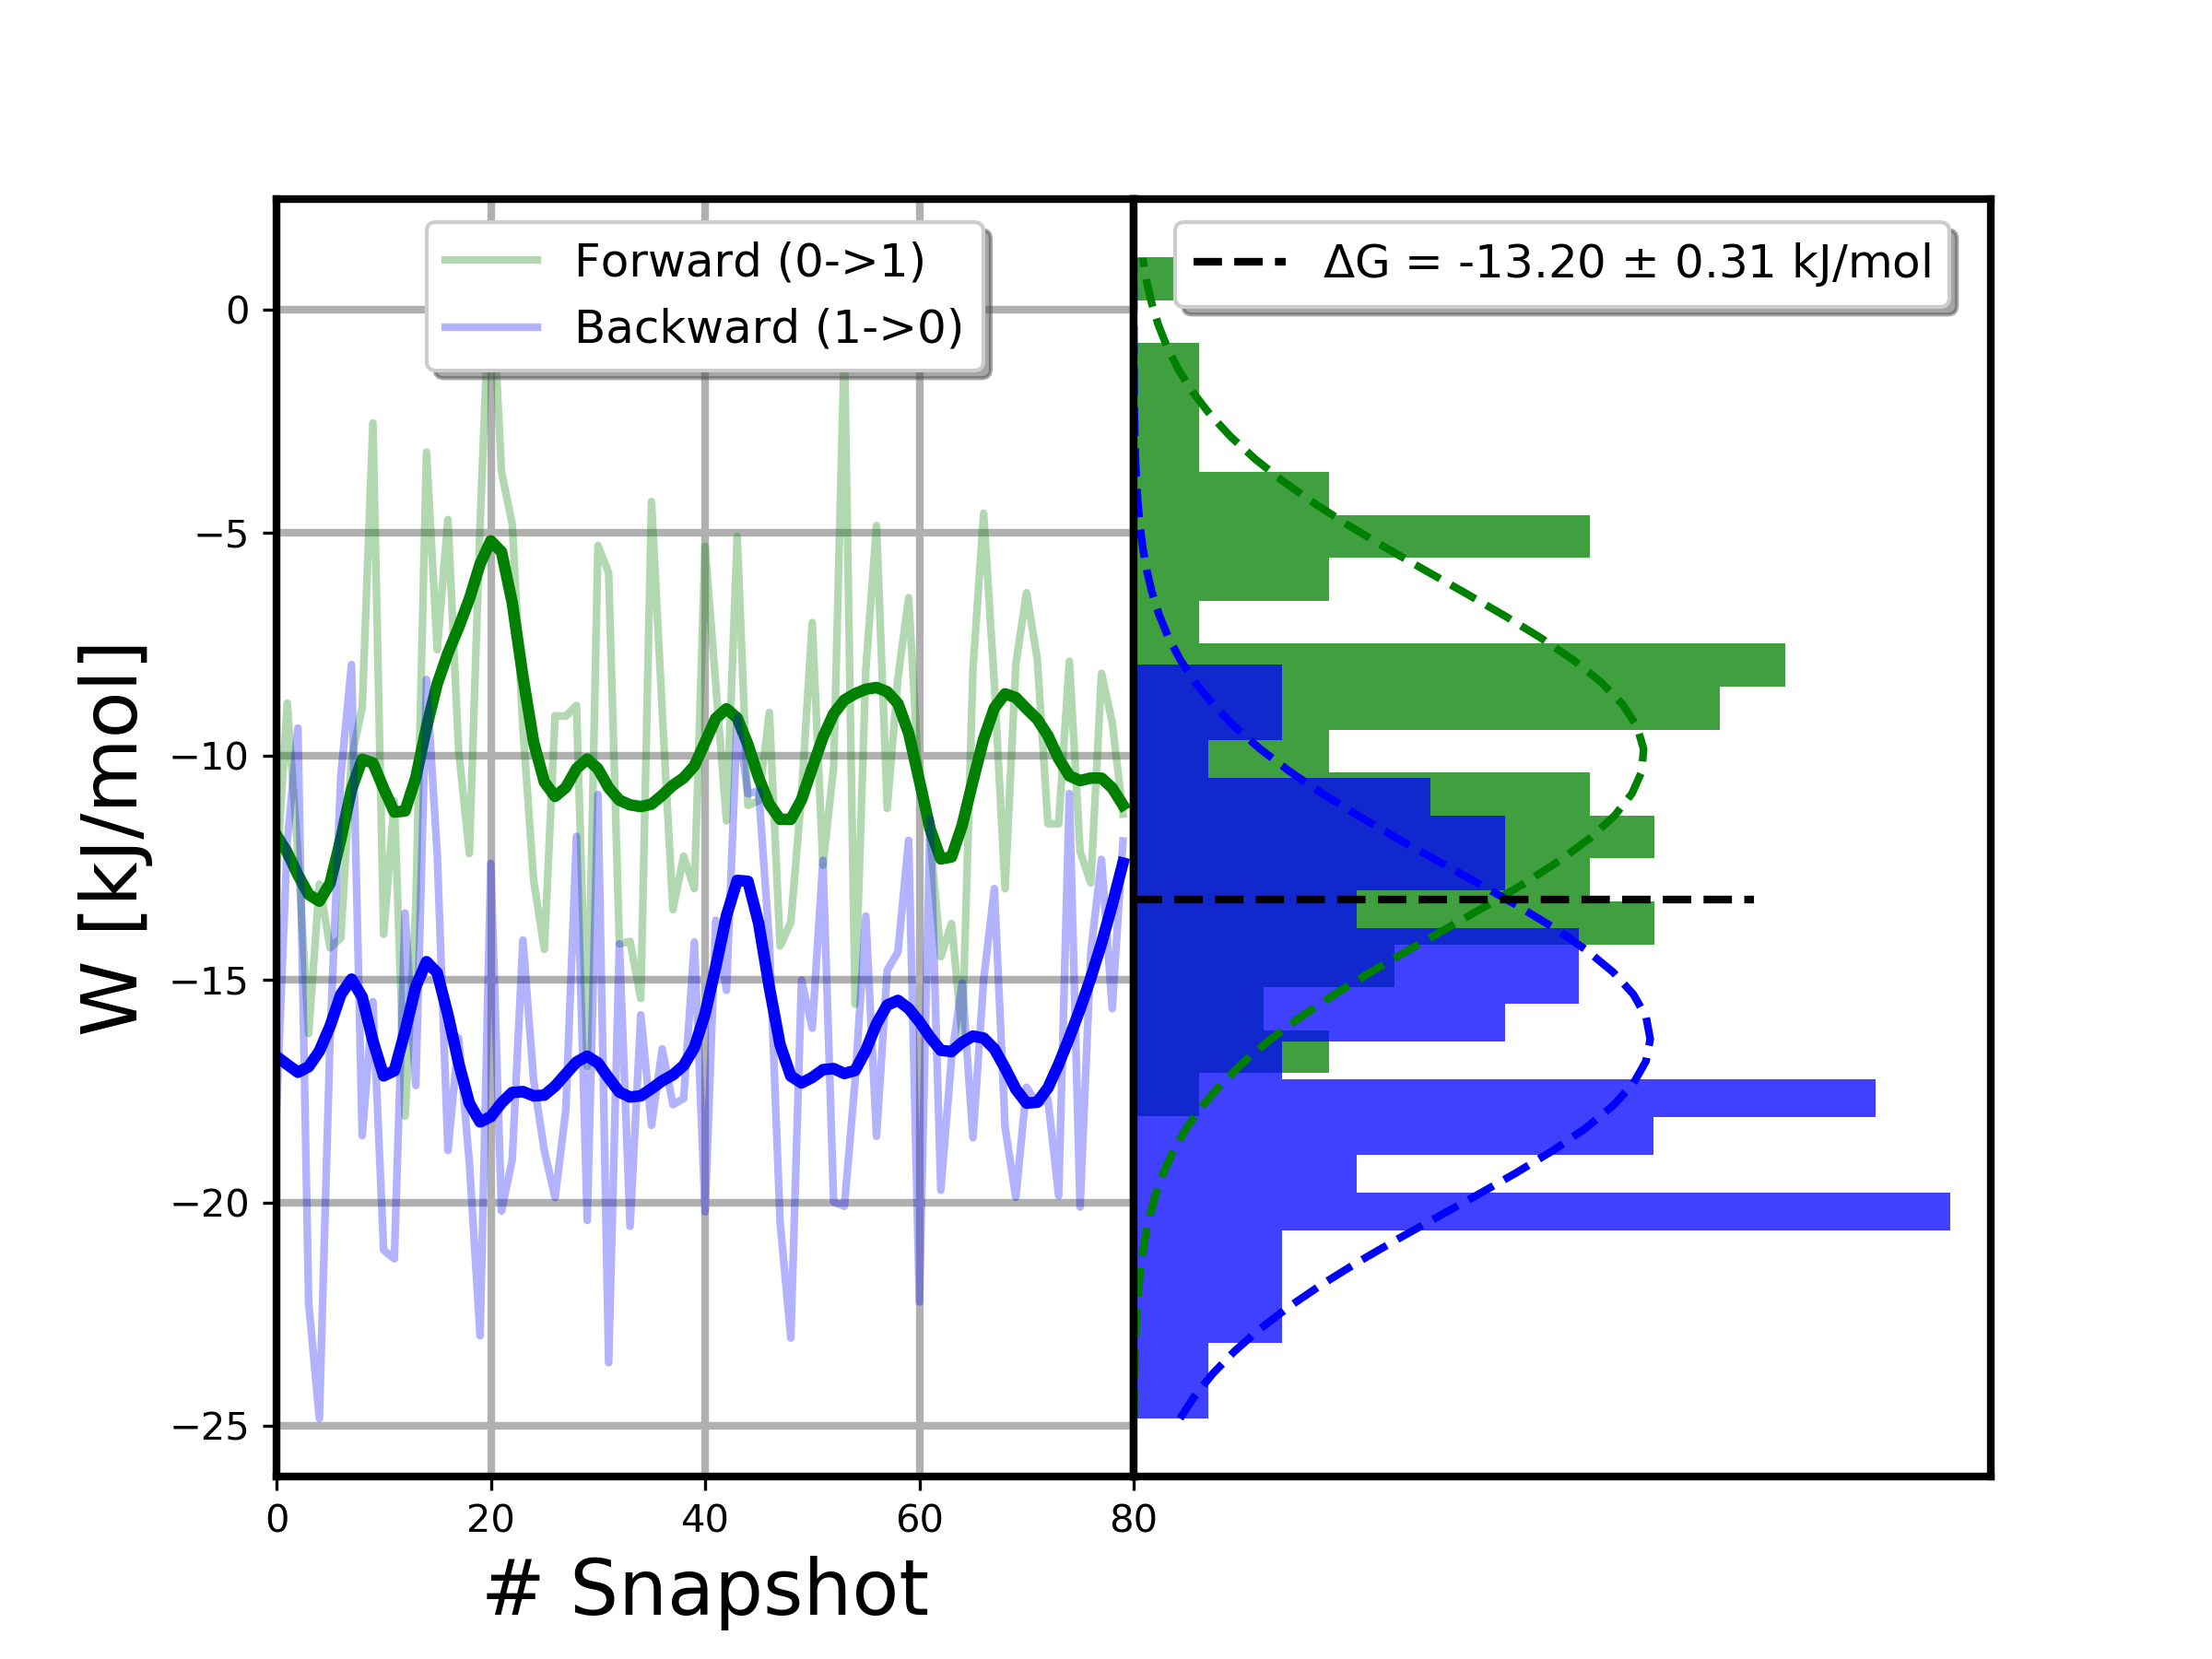 Forward (0->1)
Backward (1->0)
ΔG = -13.20 ± 0.31 kJ/mol
W [kJ/mol]
0
−5
−10
−15
−20
−25
0 20 40 60 80
# Snapshot